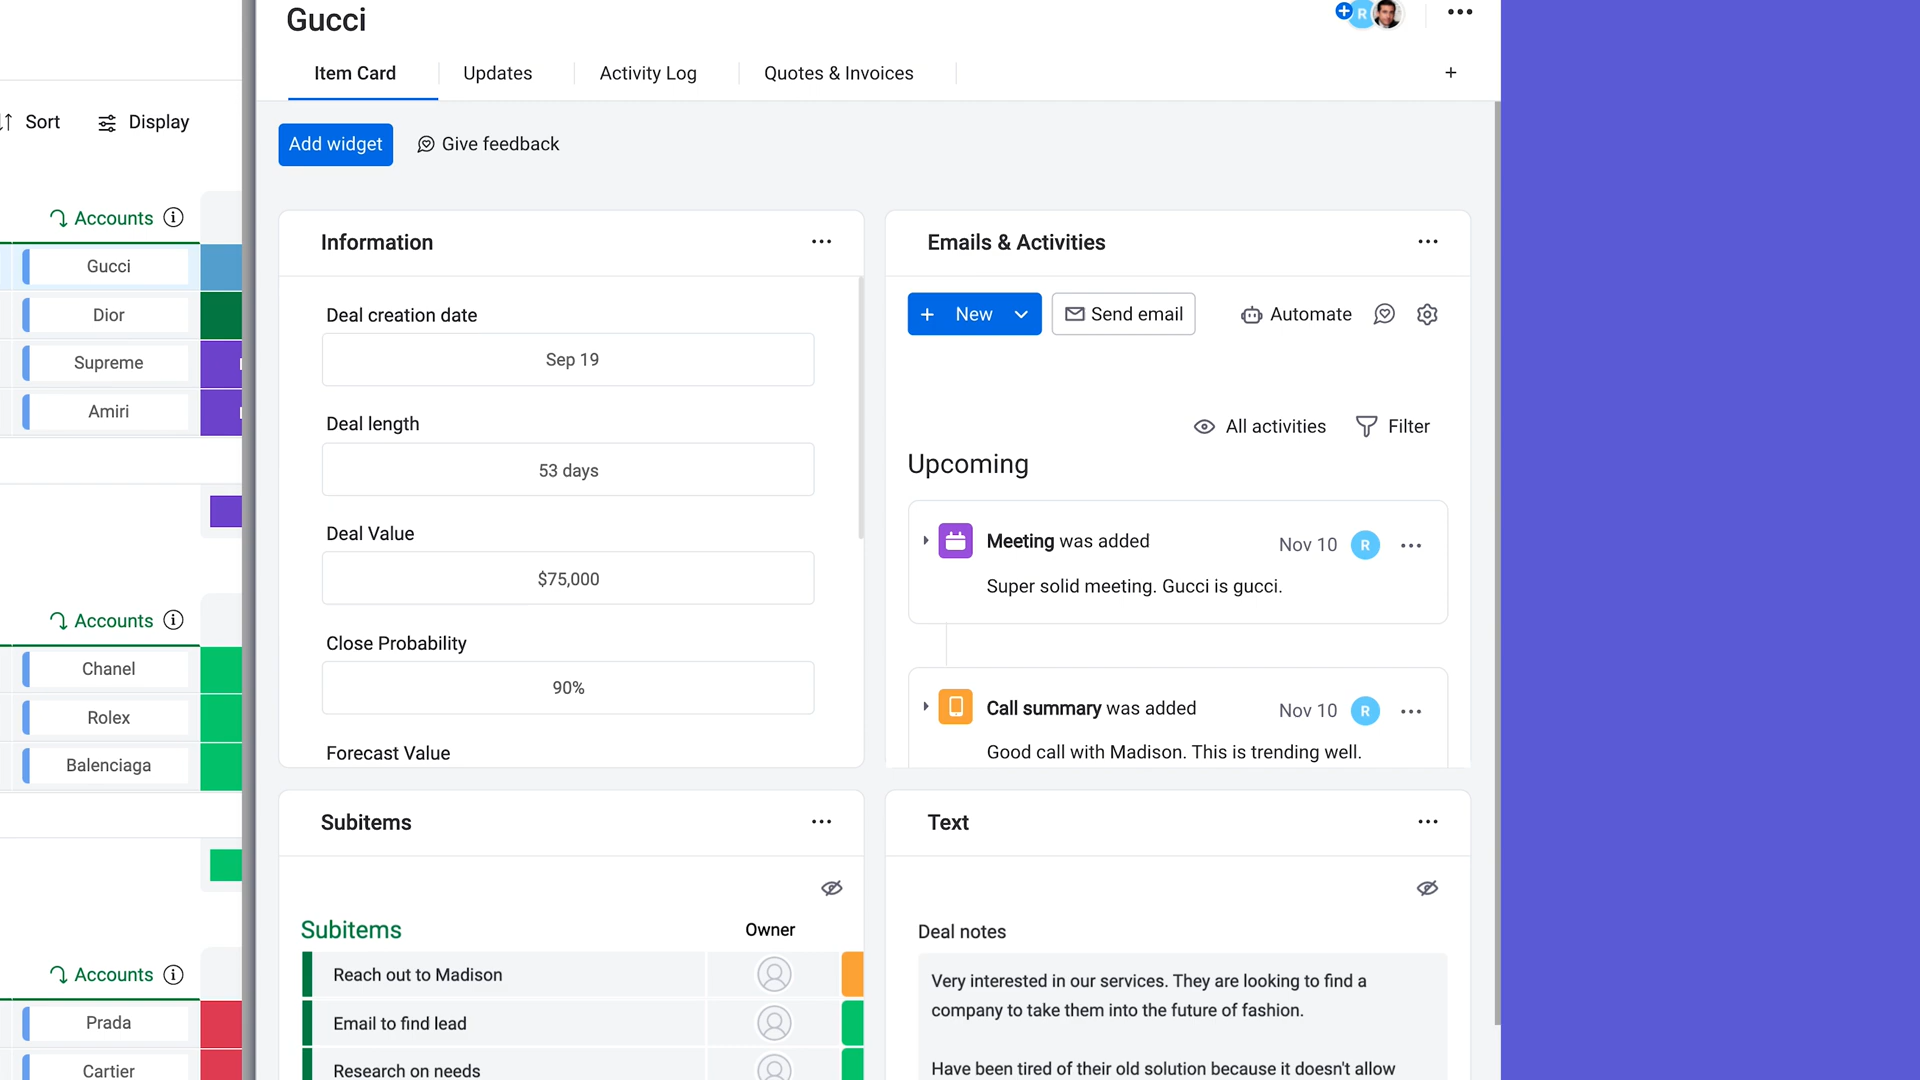 Gucci
R
Item Card
Updates
Activity Log
Quotes & Invoices
Sort
Display
Add widget
Give feedback
Accounts
Gucci
Dior
Supreme
Amiri
Information
Deal creation date
Sep 19
Deal length
53 days
Deal Value
$75,000
Close Probability
90%
Forecast Value
Emails & Activities
+ New
Send email
Automate
All activities
Filter
Upcoming
Meeting was added
Nov 10
R
Super solid meeting. Gucci is gucci.
Call summary was added
Nov 10
R
Good call with Madison. This is trending well.
Accounts
Chanel
Rolex
Balenciaga
Accounts
Prada
Cartier
Subitems
Subitems
Owner
Reach out to Madison
Email to find lead
Research on needs
Text
Deal notes
Very interested in our services. They are looking to find a
company to take them into the future of fashion.
Have been tired of their old solution because it doesn't allow